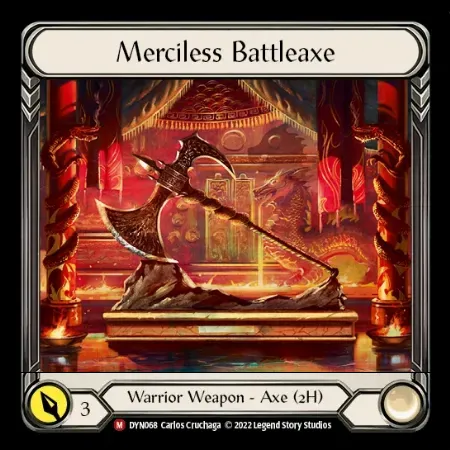 Merciless Battleaxe
3
Warrior Weapon - Axe (2H)
M DYN068 Carlos Cruchaga © 2022 Legend Story Studios